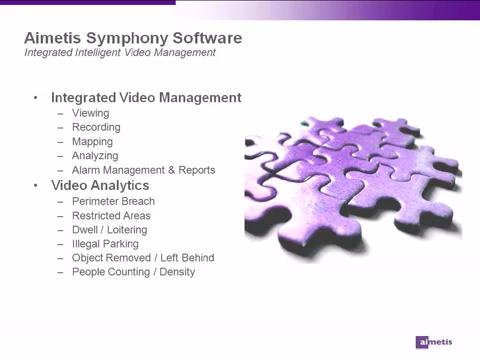 Aimetis Symphony Software
Integrated Intelligent Video Management
• Integrated Video Management
– Viewing
– Recording
– Mapping
– Analyzing
– Alarm Management & Reports
• Video Analytics
– Perimeter Breach
– Restricted Areas
– Dwell / Loitering
– Illegal Parking
– Object Removed / Left Behind
– People Counting / Density
aimetis